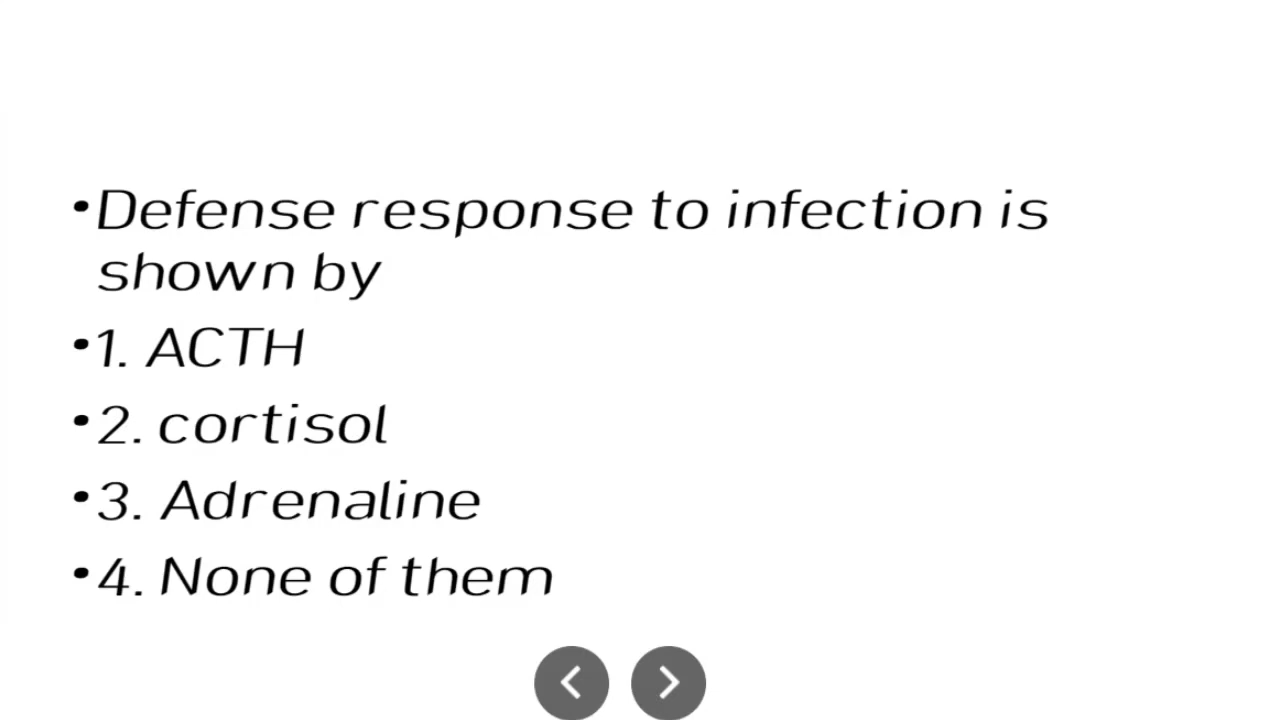 •Defense response to infection is
shown by
•1. ACTH
•2. cortisol
•3. Adrenaline
•4. None of them